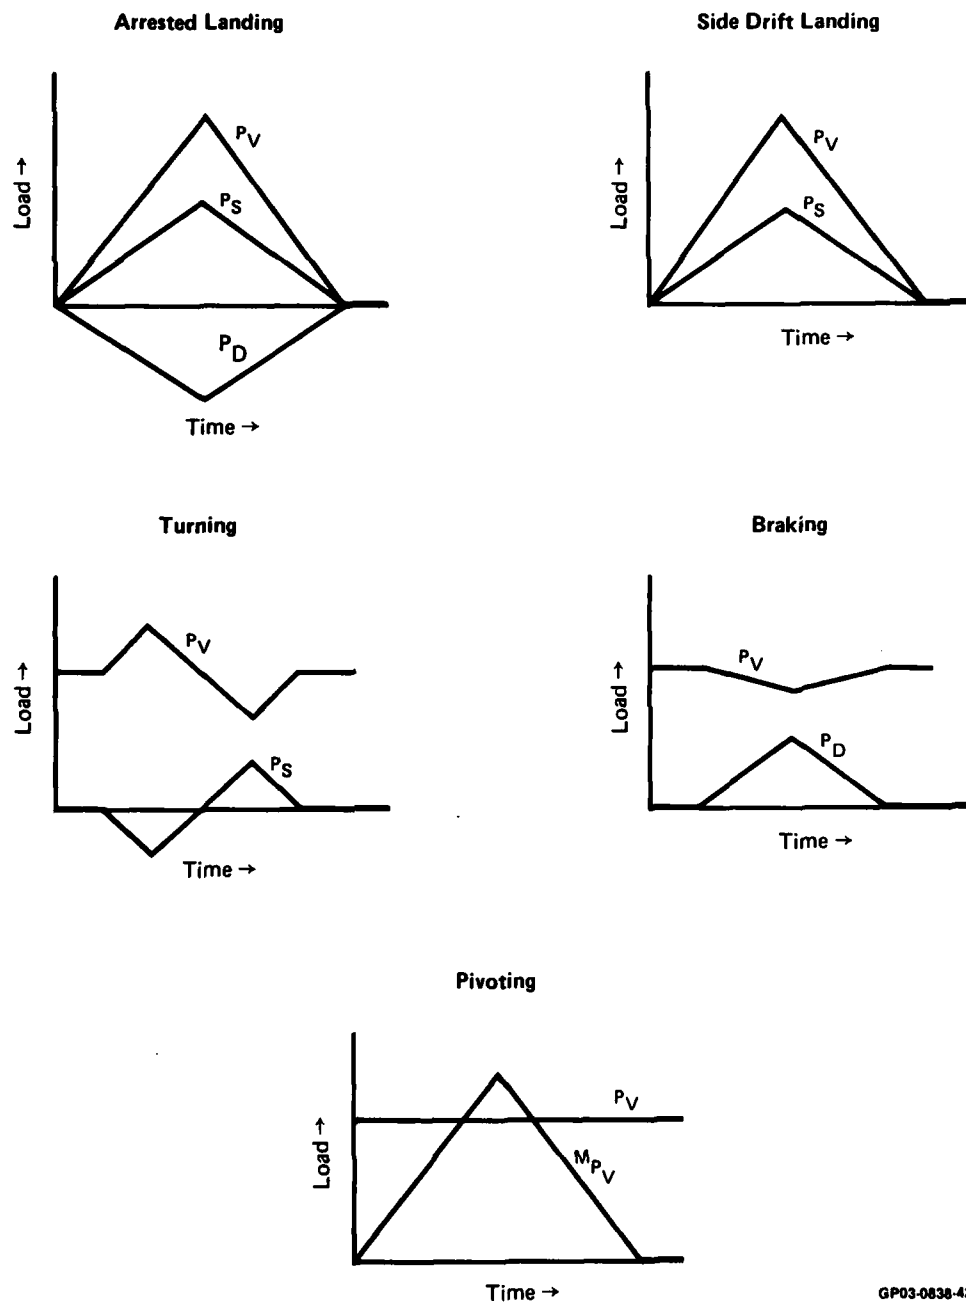 Arrested Landing
Load →
PV
PS
PD
Time →
Side Drift Landing
Load →
PV
PS
Time →
Turning
Load →
PV
PS
Time →
Braking
Load →
PV
PD
Time →
Pivoting
Load →
PV
MPV
Time →